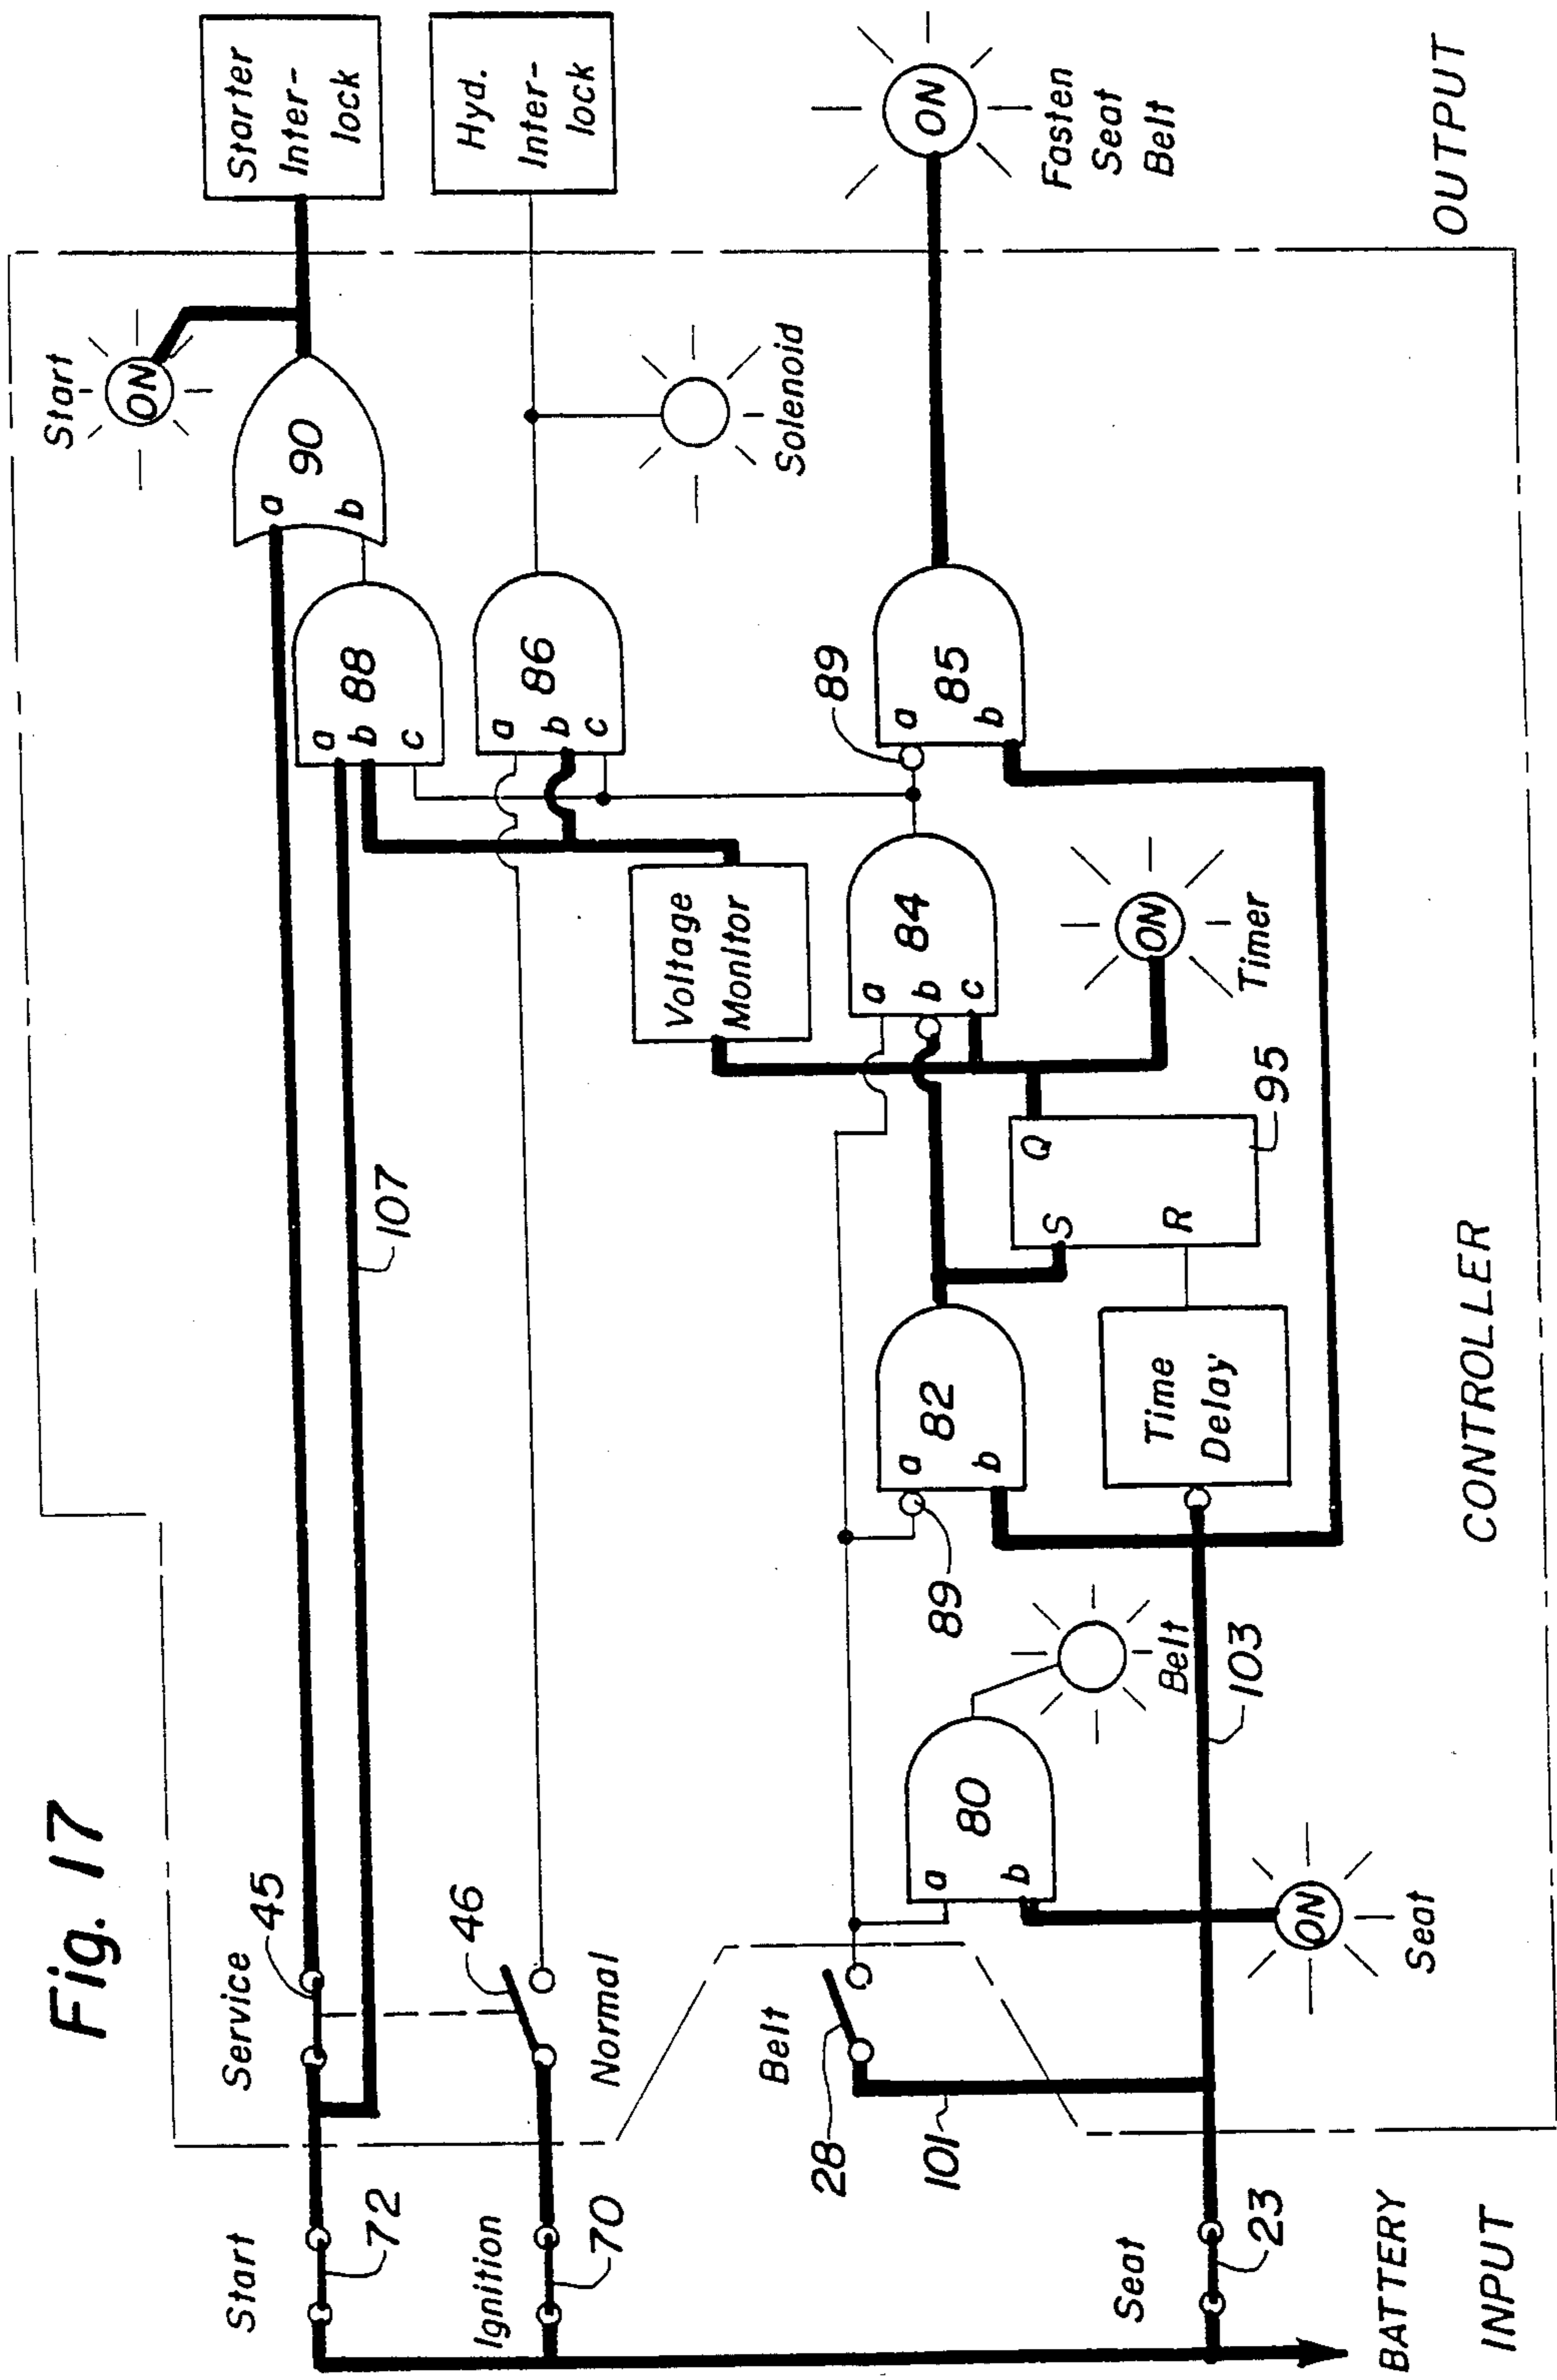 Fig. 17
Start
72
Service
45
107
Start
ON
a
b
90
Starter
Inter-
lock
a
b
c
88
Ignition
70
Normal
46
a
b
c
86
Hyd.
Inter-
lock
Solenoid
Voltage
Monitor
Belt
28
101
a
b
80
Belt
89
a
b
82
a
b
c
84
89
a
b
85
ON
Fasten
Seat
Belt
Seat
23
103
ON
Seat
Time
Delay
S
R
Q
95
ON
Timer
BATTERY
INPUT
CONTROLLER
OUTPUT